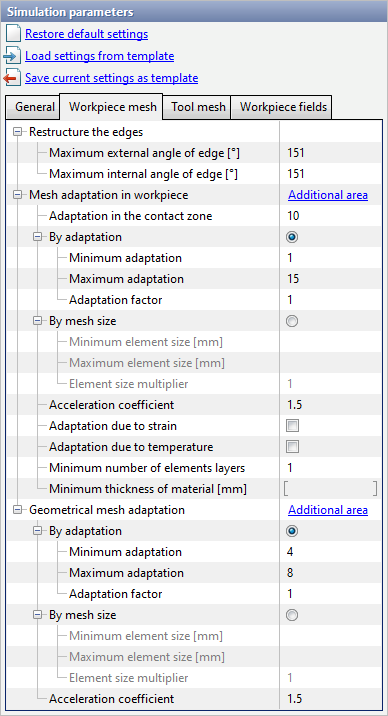 Simulation parameters
Restore default settings
Load settings from template
Save current settings as template
General Workpiece mesh Tool mesh Workpiece fields
Restructure the edges
Maximum external angle of edge [°] 151
Maximum internal angle of edge [°] 151
Mesh adaptation in workpiece Additional area
Adaptation in the contact zone 10
By adaptation
Minimum adaptation 1
Maximum adaptation 15
Adaptation factor 1
By mesh size
Minimum element size [mm]
Maximum element size [mm]
Element size multiplier 1
Acceleration coefficient 1.5
Adaptation due to strain
Adaptation due to temperature
Minimum number of elements layers 1
Minimum thickness of material [mm] [ ]
Geometrical mesh adaptation Additional area
By adaptation
Minimum adaptation 4
Maximum adaptation 8
Adaptation factor 1
By mesh size
Minimum element size [mm]
Maximum element size [mm]
Element size multiplier 1
Acceleration coefficient 1.5